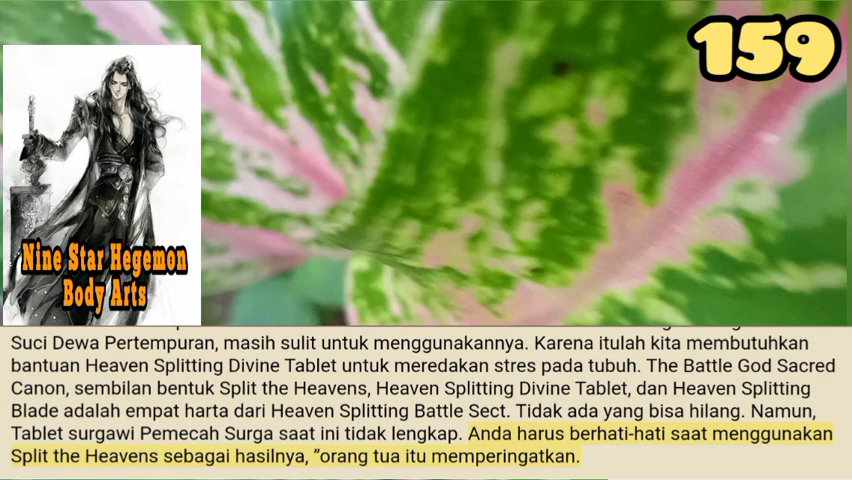 159
Nine Star Hegemon
Body Arts
Suci Dewa Pertempuran, masih sulit untuk menggunakannya. Karena itulah kita membutuhkan
bantuan Heaven Splitting Divine Tablet untuk meredakan stres pada tubuh. The Battle God Sacred
Canon, sembilan bentuk Split the Heavens, Heaven Splitting Divine Tablet, dan Heaven Splitting
Blade adalah empat harta dari Heaven Splitting Battle Sect. Tidak ada yang bisa hilang. Namun,
Tablet surgawi Pemecah Surga saat ini tidak lengkap. Anda harus berhati-hati saat menggunakan
Split the Heavens sebagai hasilnya, ”orang tua itu memperingatkan.